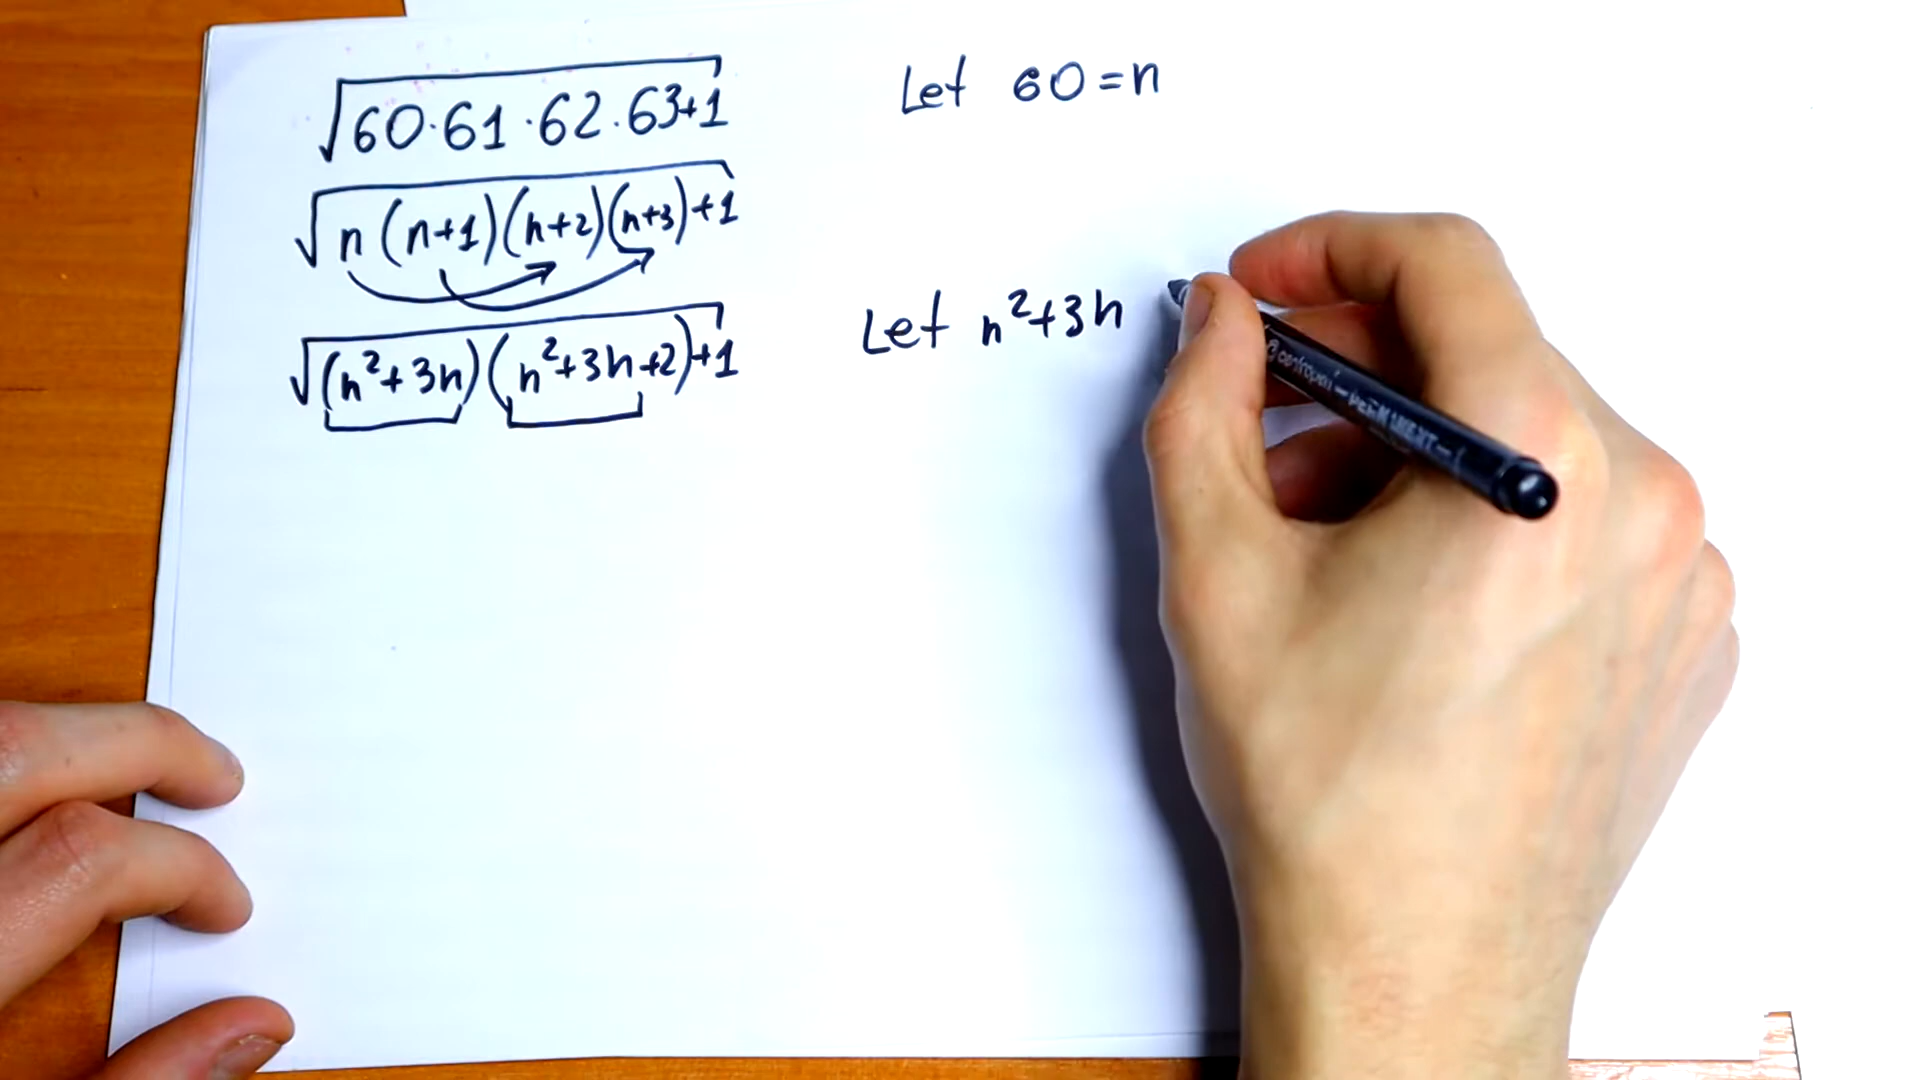 √60·61·62·63+1
Let 60=n
√n(n+1)(n+2)(n+3)+1
√(n²+3n)(n²+3n+2)+1
Let n²+3n